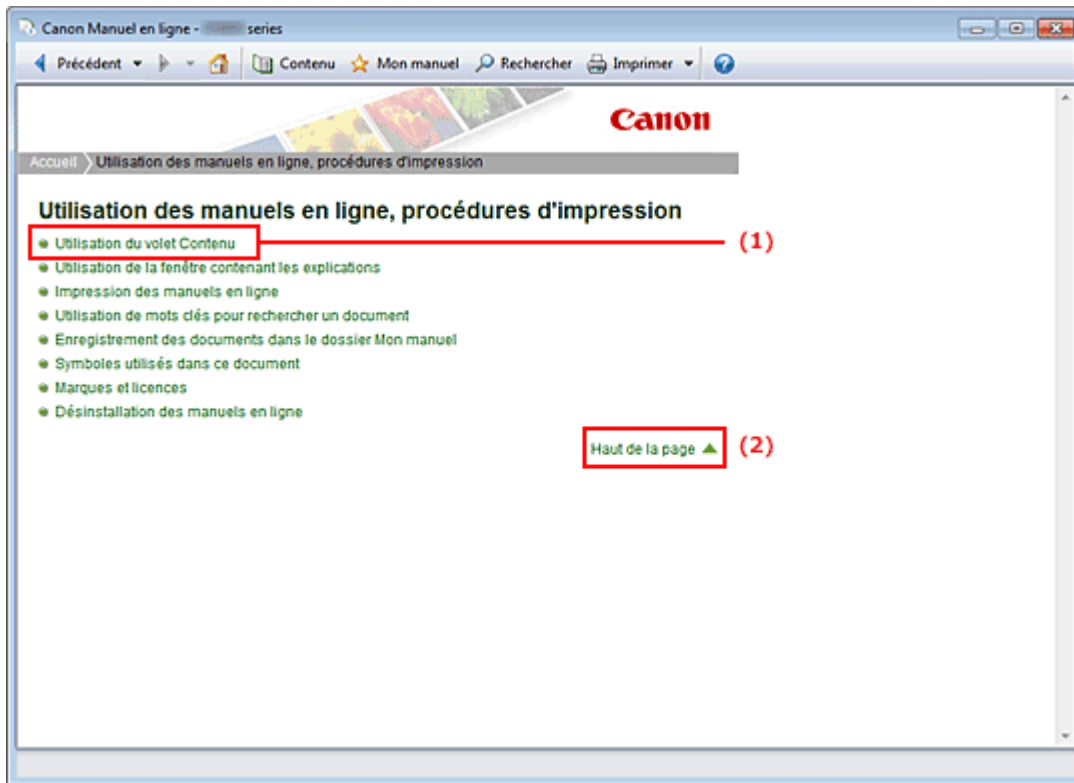 Canon Manuel en ligne - series
Précédent Contenu Mon manuel Rechercher Imprimer
Canon
Accueil Utilisation des manuels en ligne, procédures d'impression
Utilisation des manuels en ligne, procédures d'impression
Utilisation du volet Contenu (1)
Utilisation de la fenêtre contenant les explications
Impression des manuels en ligne
Utilisation de mots clés pour rechercher un document
Enregistrement des documents dans le dossier Mon manuel
Symboles utilisés dans ce document
Marques et licences
Désinstallation des manuels en ligne
Haut de la page (2)